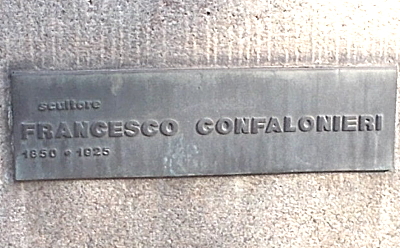 scultore
FRANCESCO CONFALONIERI
1850 • 1925